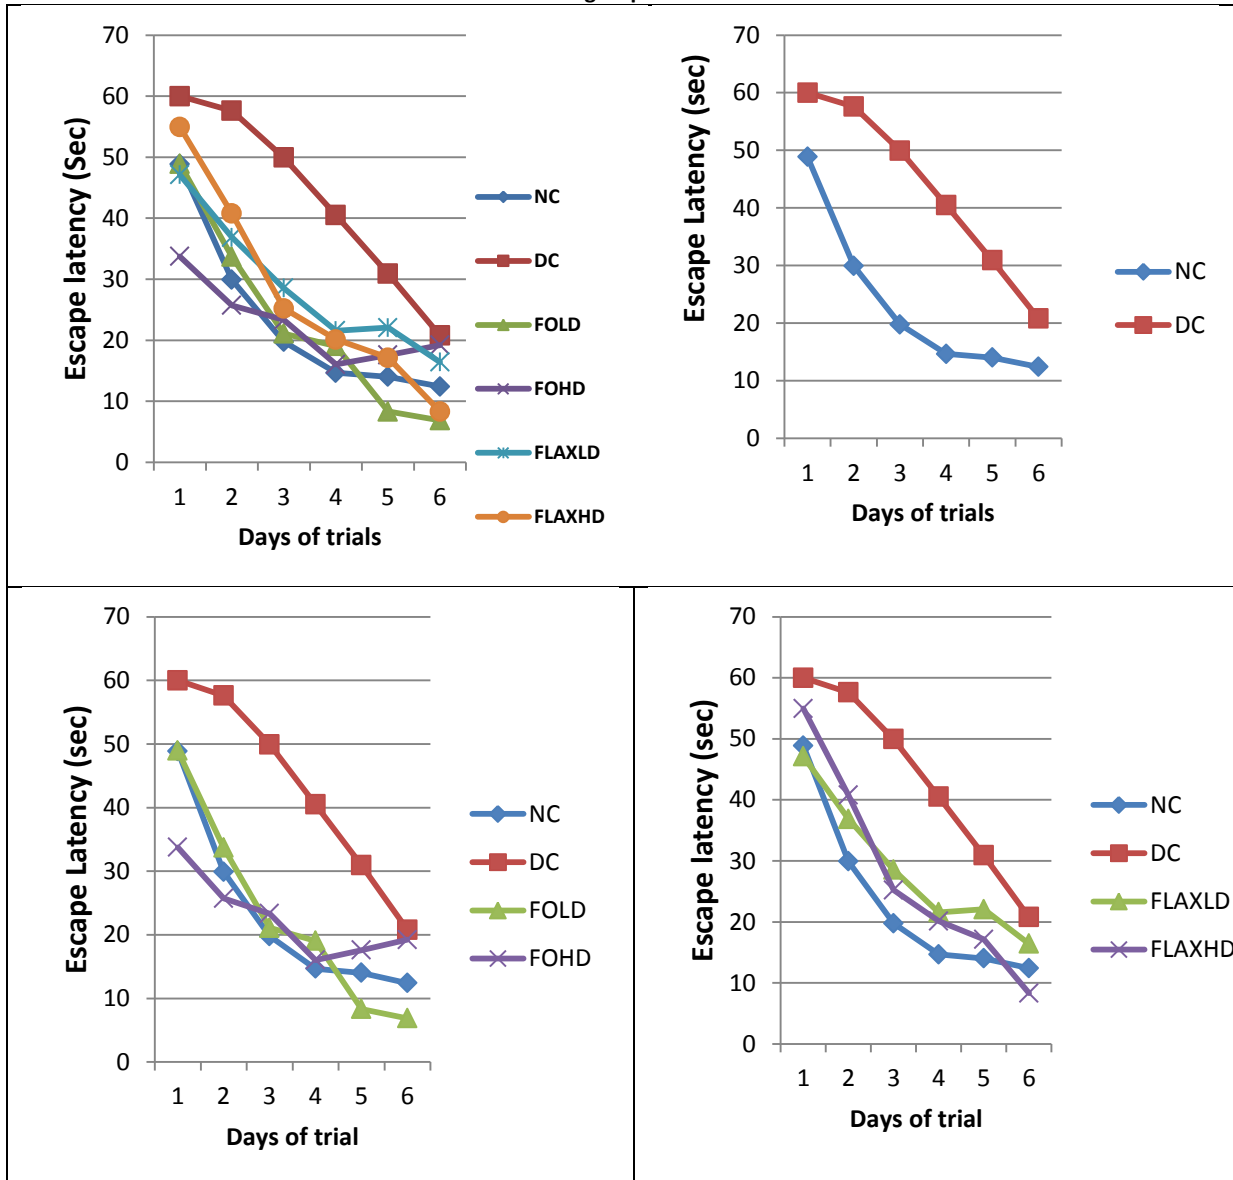 70
60
50
40
30
20
10
0
Escape latency (Sec)
1 2 3 4 5 6
Days of trials
NC
DC
FOLD
FOHD
FLAXLD
FLAXHD
70
60
50
40
30
20
10
0
Escape Latency (sec)
1 2 3 4 5 6
Days of trials
NC
DC
70
60
50
40
30
20
10
0
Escape Latency (sec)
1 2 3 4 5 6
Days of trial
NC
DC
FOLD
FOHD
70
60
50
40
30
20
10
0
Escape latency (sec)
1 2 3 4 5 6
Days of trial
NC
DC
FLAXLD
FLAXHD